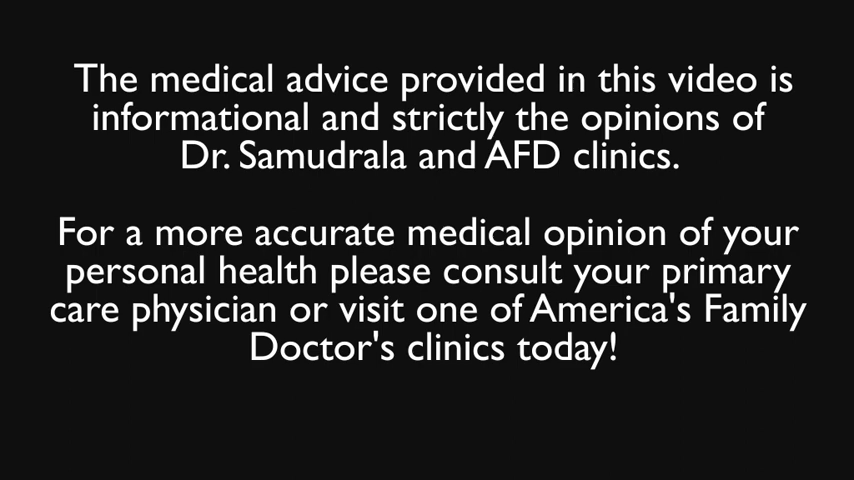 The medical advice provided in this video is
informational and strictly the opinions of
Dr. Samudrala and AFD clinics.
For a more accurate medical opinion of your
personal health please consult your primary
care physician or visit one of America's Family
Doctor's clinics today!